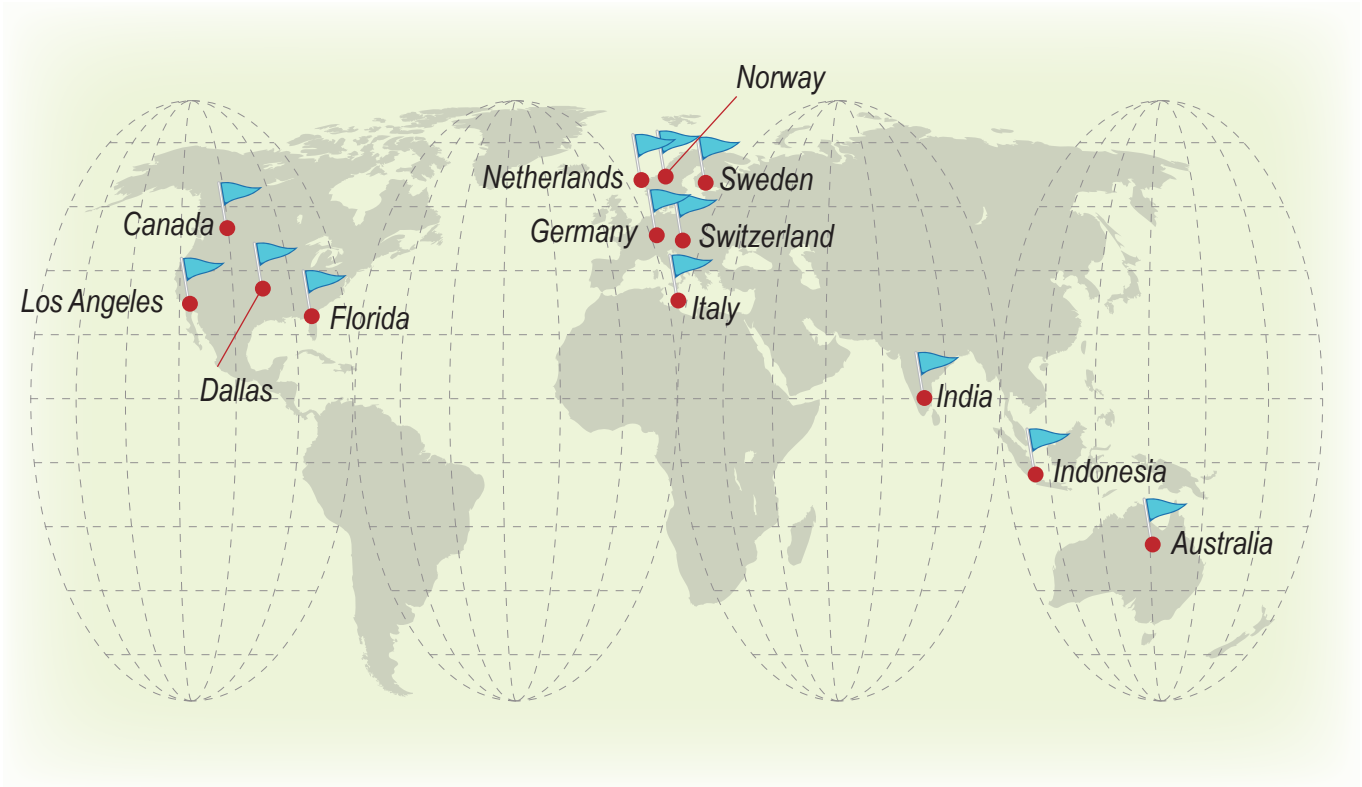 Norway
Netherlands
Sweden
Canada
Germany
Switzerland
Los Angeles
Italy
Florida
Dallas
India
Indonesia
Australia